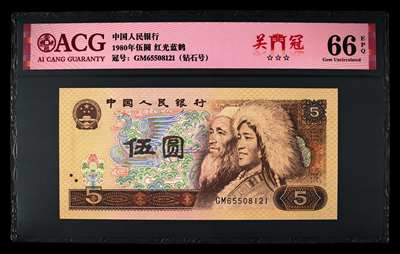 ACG
AI CANG GUARANTY
中国人民银行
1980年伍圆 红光蓝鹤
冠号：GM65508121（钻石号）
关门冠
☆☆☆
66 EPQ
Gem Uncirculated
中国人民银行
5
伍圆
GM65508121
5
5